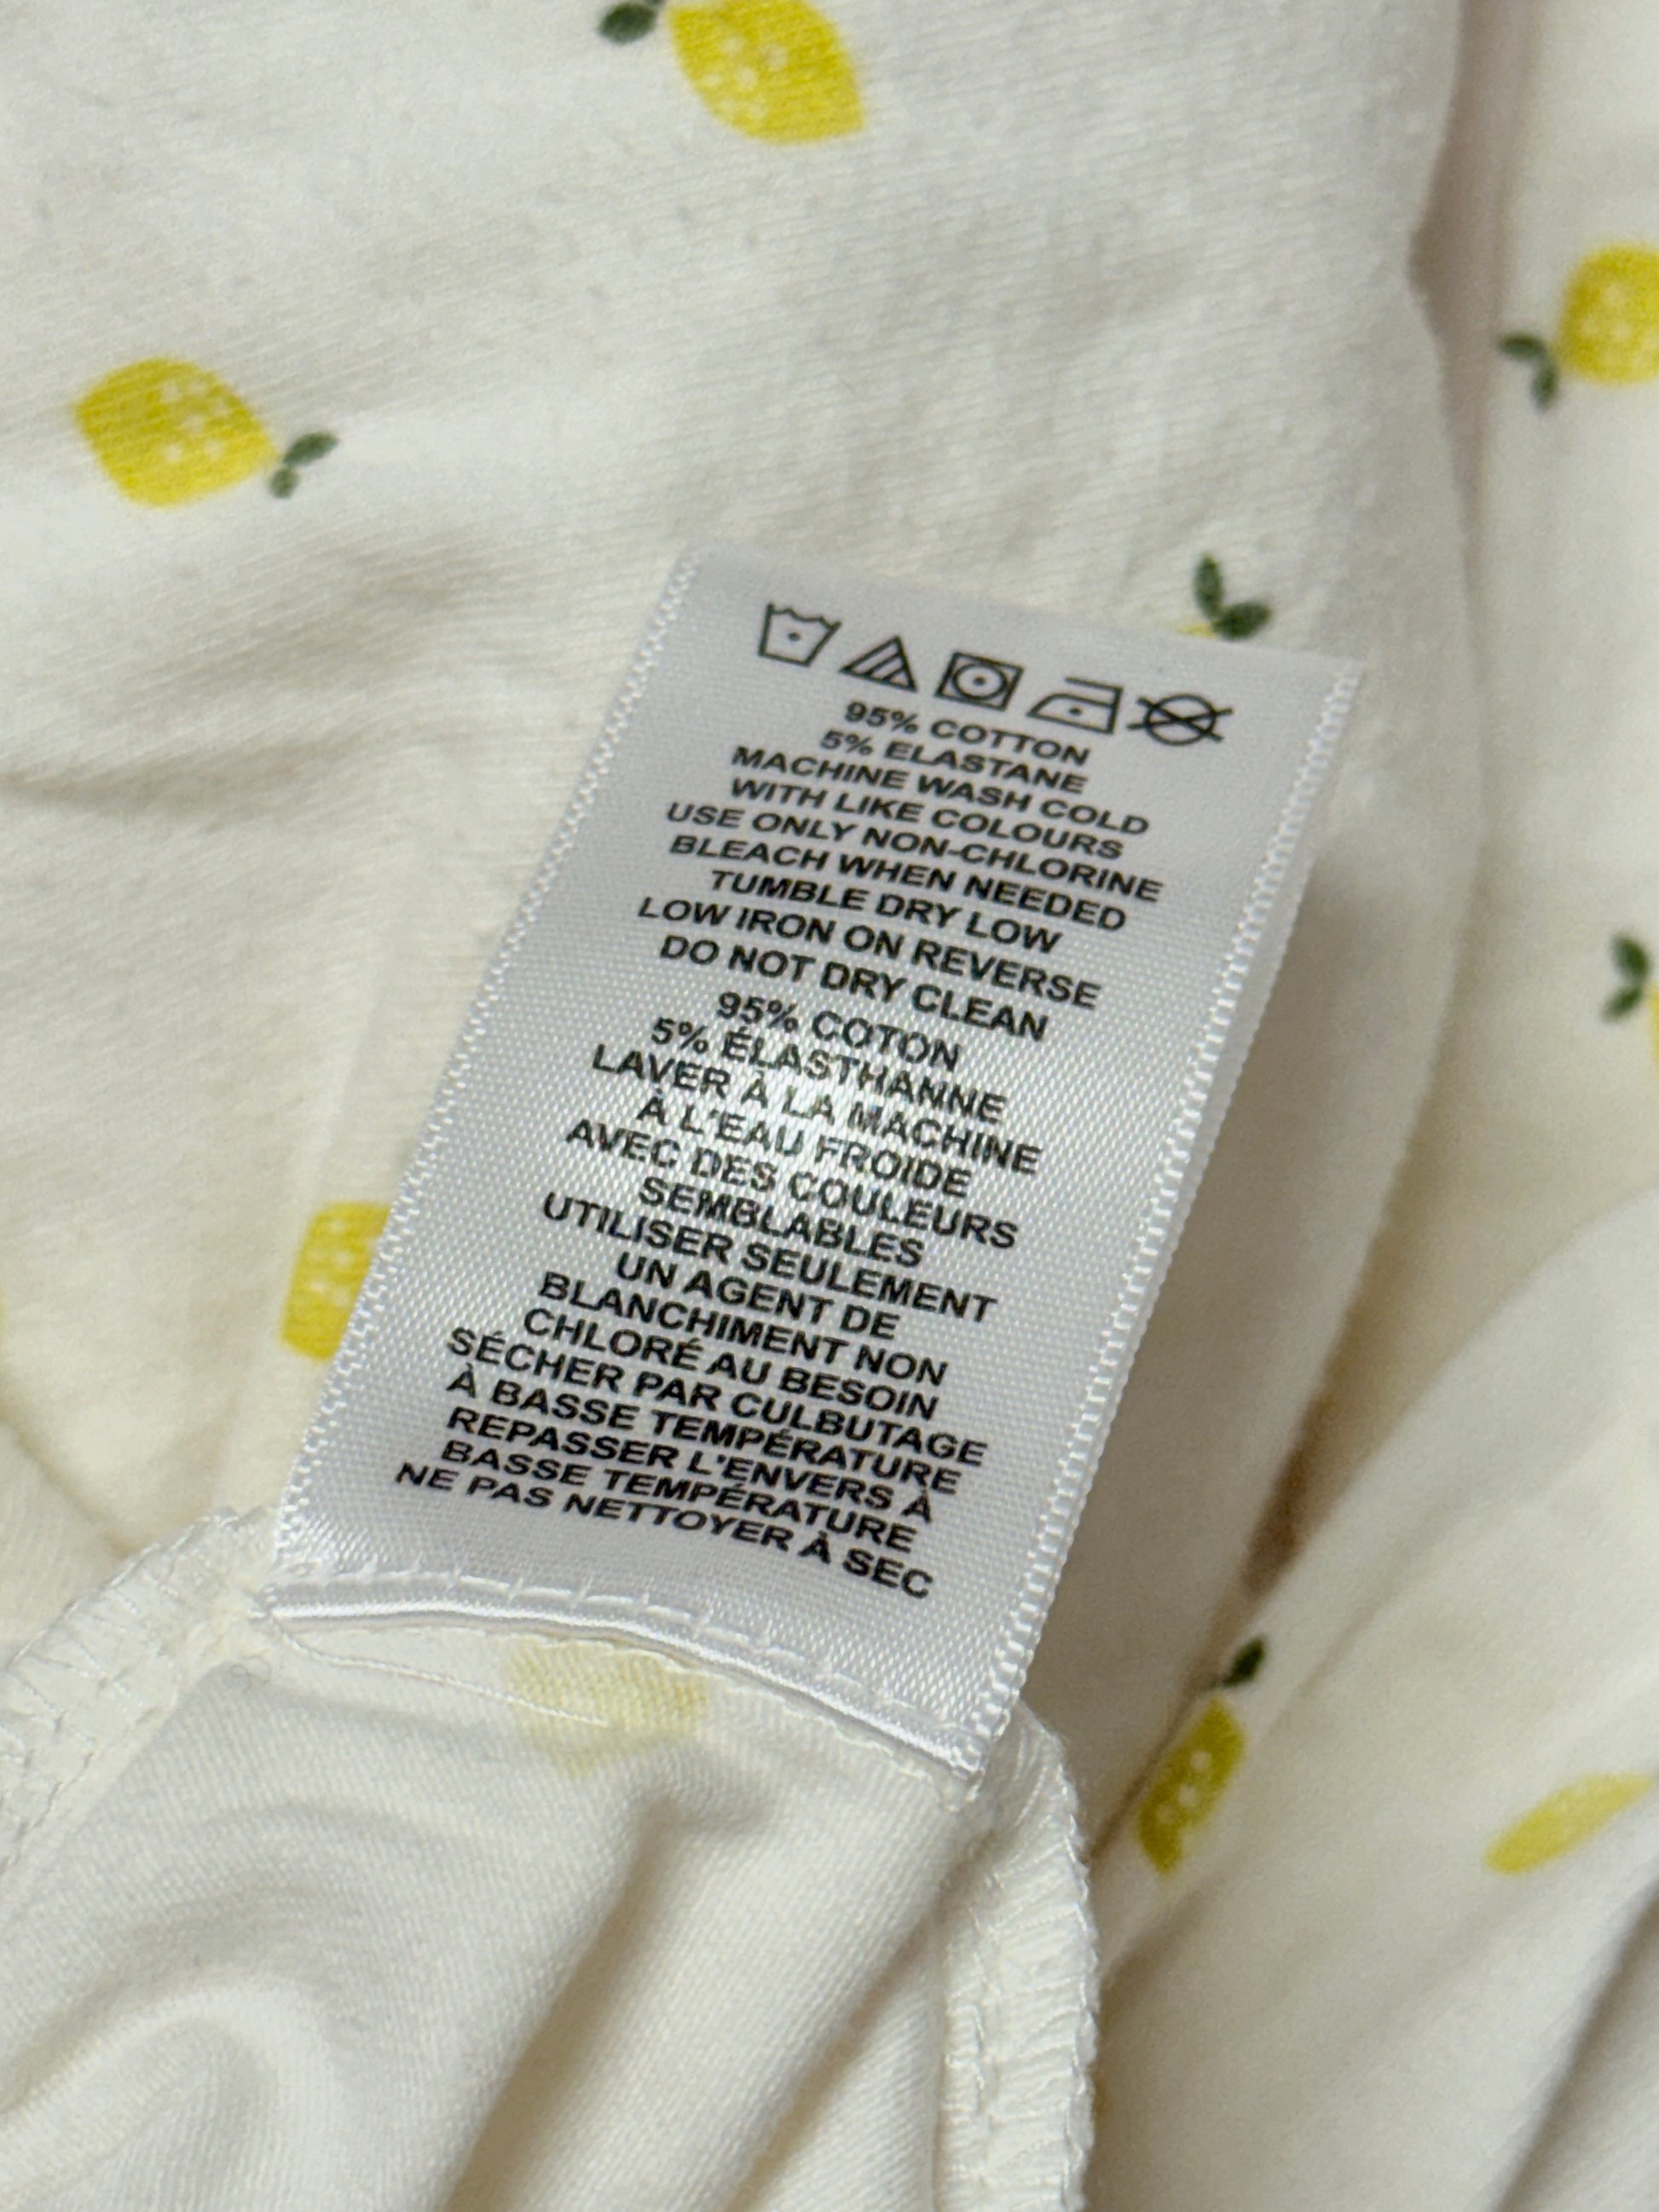 95% COTTON
5% ELASTANE
MACHINE WASH COLD
WITH LIKE COLOURS
USE ONLY NON-CHLORINE
BLEACH WHEN NEEDED
TUMBLE DRY LOW
LOW IRON ON REVERSE
DO NOT DRY CLEAN
95% COTON
5% ÉLASTHANNE
LAVER À LA MACHINE
À L'EAU FROIDE
AVEC DES COULEURS
SEMBLABLES
UTILISER SEULEMENT
UN AGENT DE
BLANCHIMENT NON
CHLORÉ AU BESOIN
SÉCHER PAR CULBUTAGE
À BASSE TEMPÉRATURE
REPASSER L'ENVERS À
BASSE TEMPÉRATURE
NE PAS NETTOYER À SEC